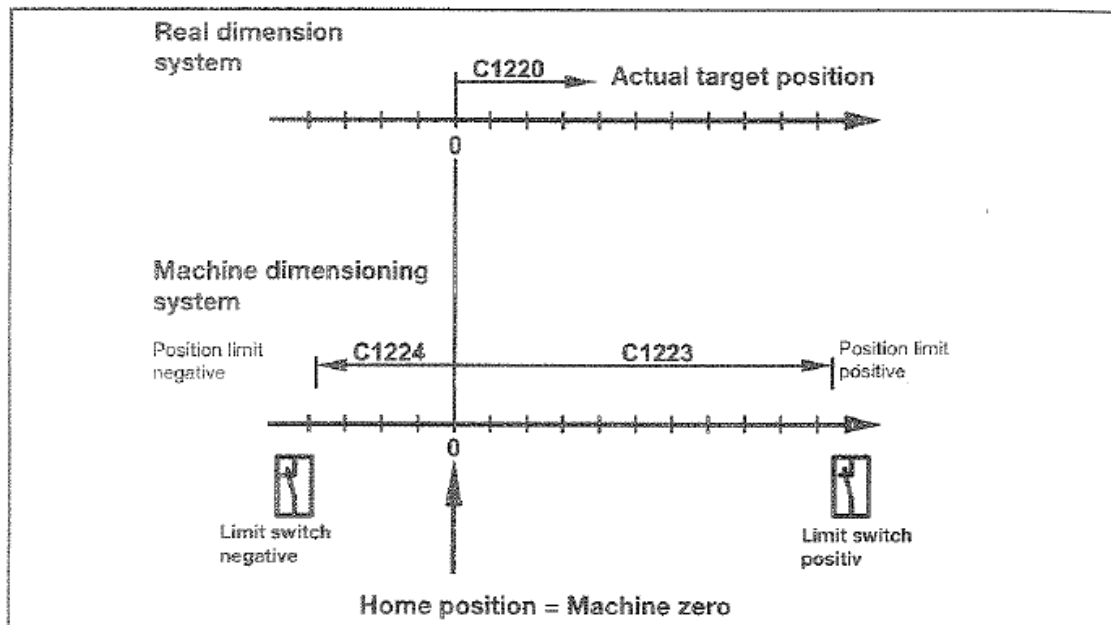 Real dimension
system
C1220
Actual target position
0
Machine dimensioning
system
Position limit
negative
C1224
C1223
Position limit
positive
0
Limit switch
negative
Limit switch
positiv
Home position = Machine zero